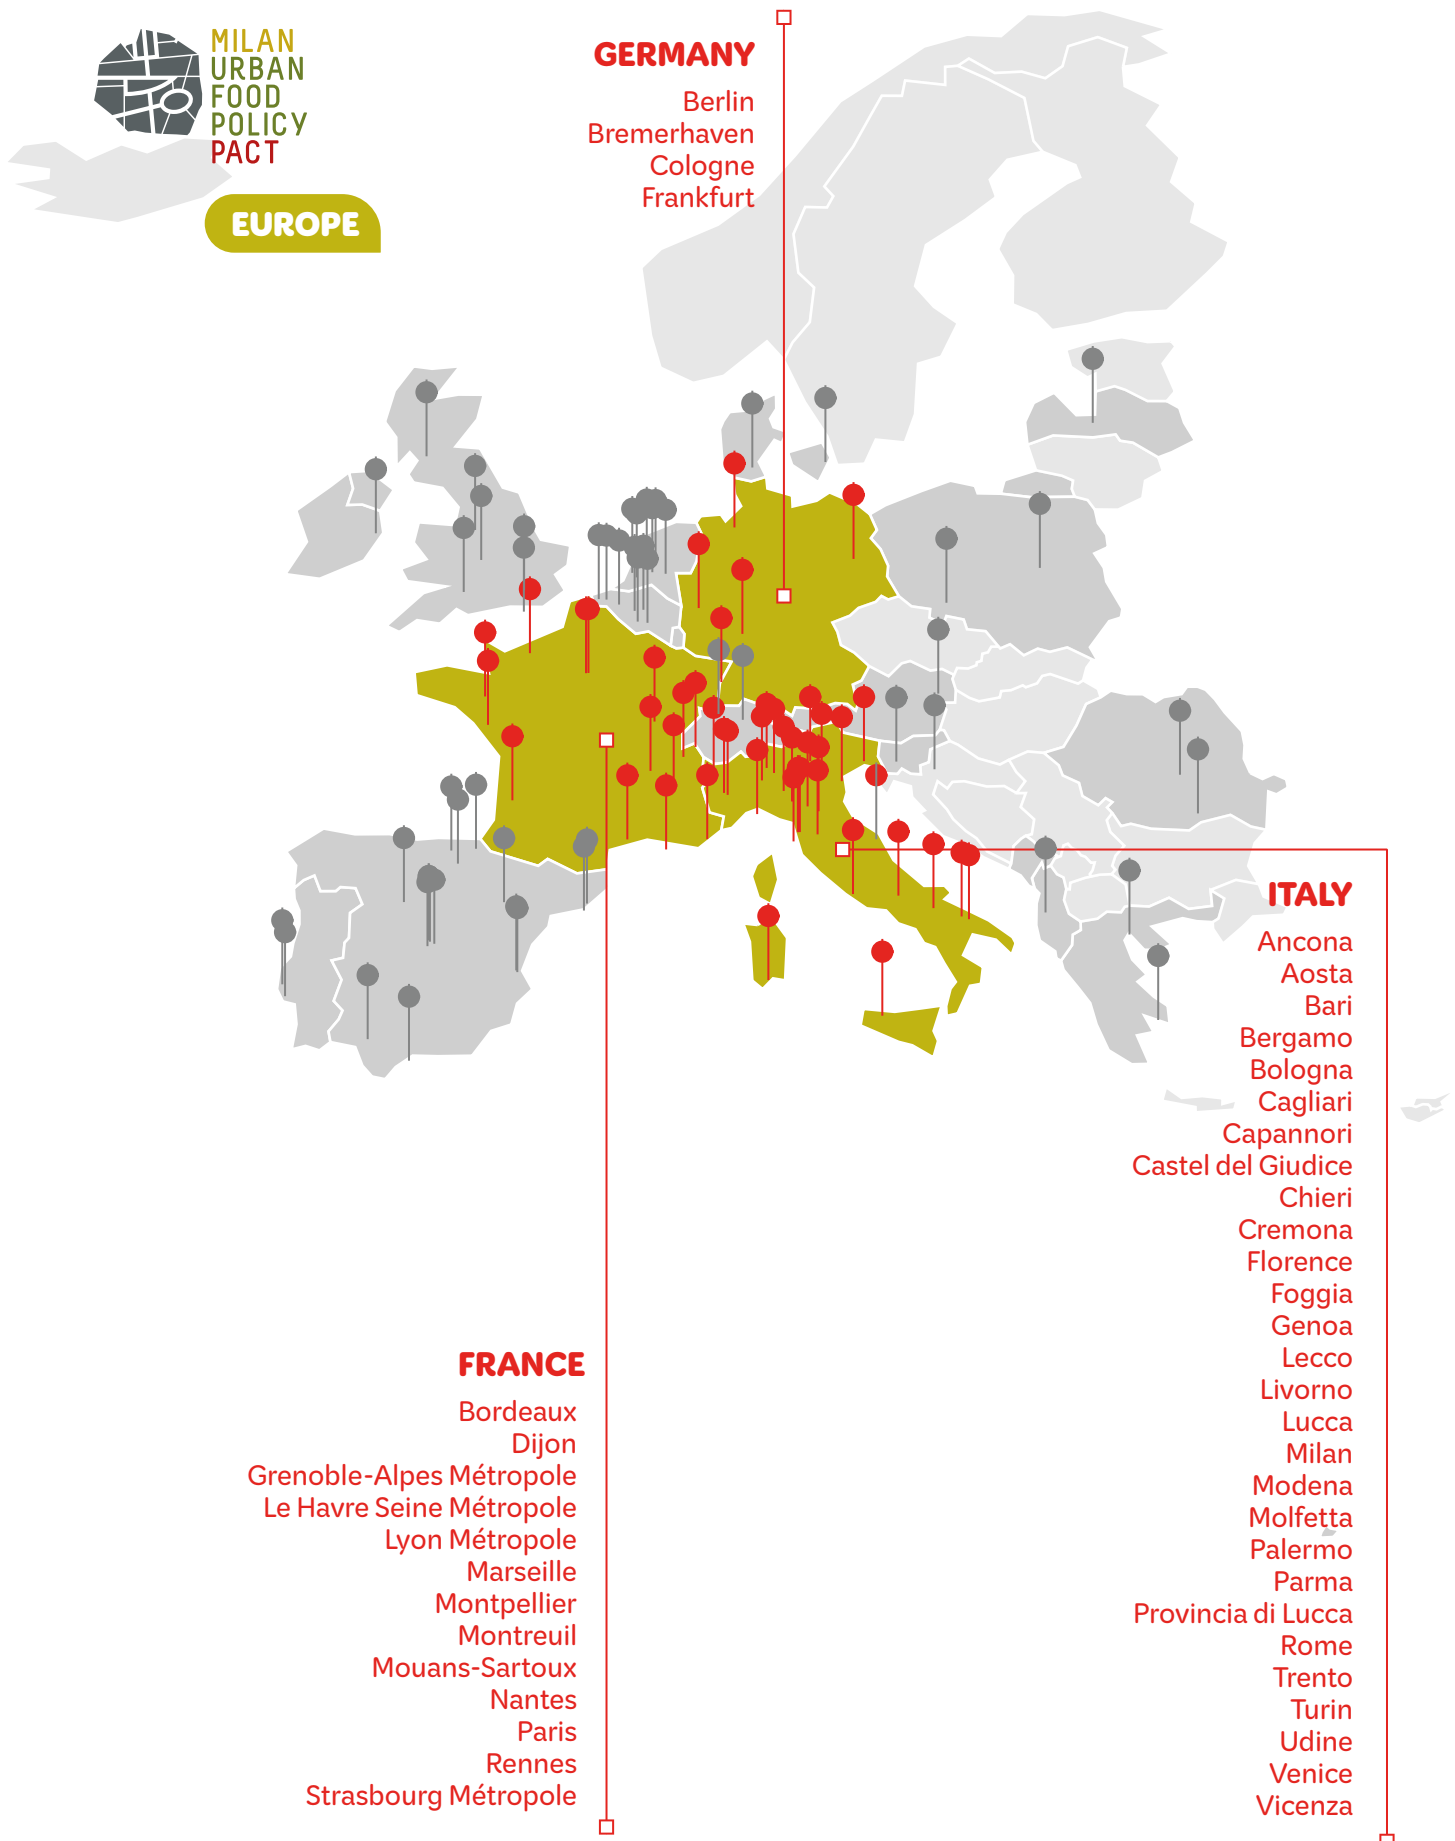 MILAN
URBAN
FOOD
POLICY
PACT
EUROPE
GERMANY
Berlin
Bremerhaven
Cologne
Frankfurt
FRANCE
Bordeaux
Dijon
Grenoble-Alpes Métropole
Le Havre Seine Métropole
Lyon Métropole
Marseille
Montpellier
Montreuil
Mouans-Sartoux
Nantes
Paris
Rennes
Strasbourg Métropole
ITALY
Ancona
Aosta
Bari
Bergamo
Bologna
Cagliari
Capannori
Castel del Giudice
Chieri
Cremona
Florence
Foggia
Genoa
Lecco
Livorno
Lucca
Milan
Modena
Molfetta
Palermo
Parma
Provincia di Lucca
Rome
Trento
Turin
Udine
Venice
Vicenza